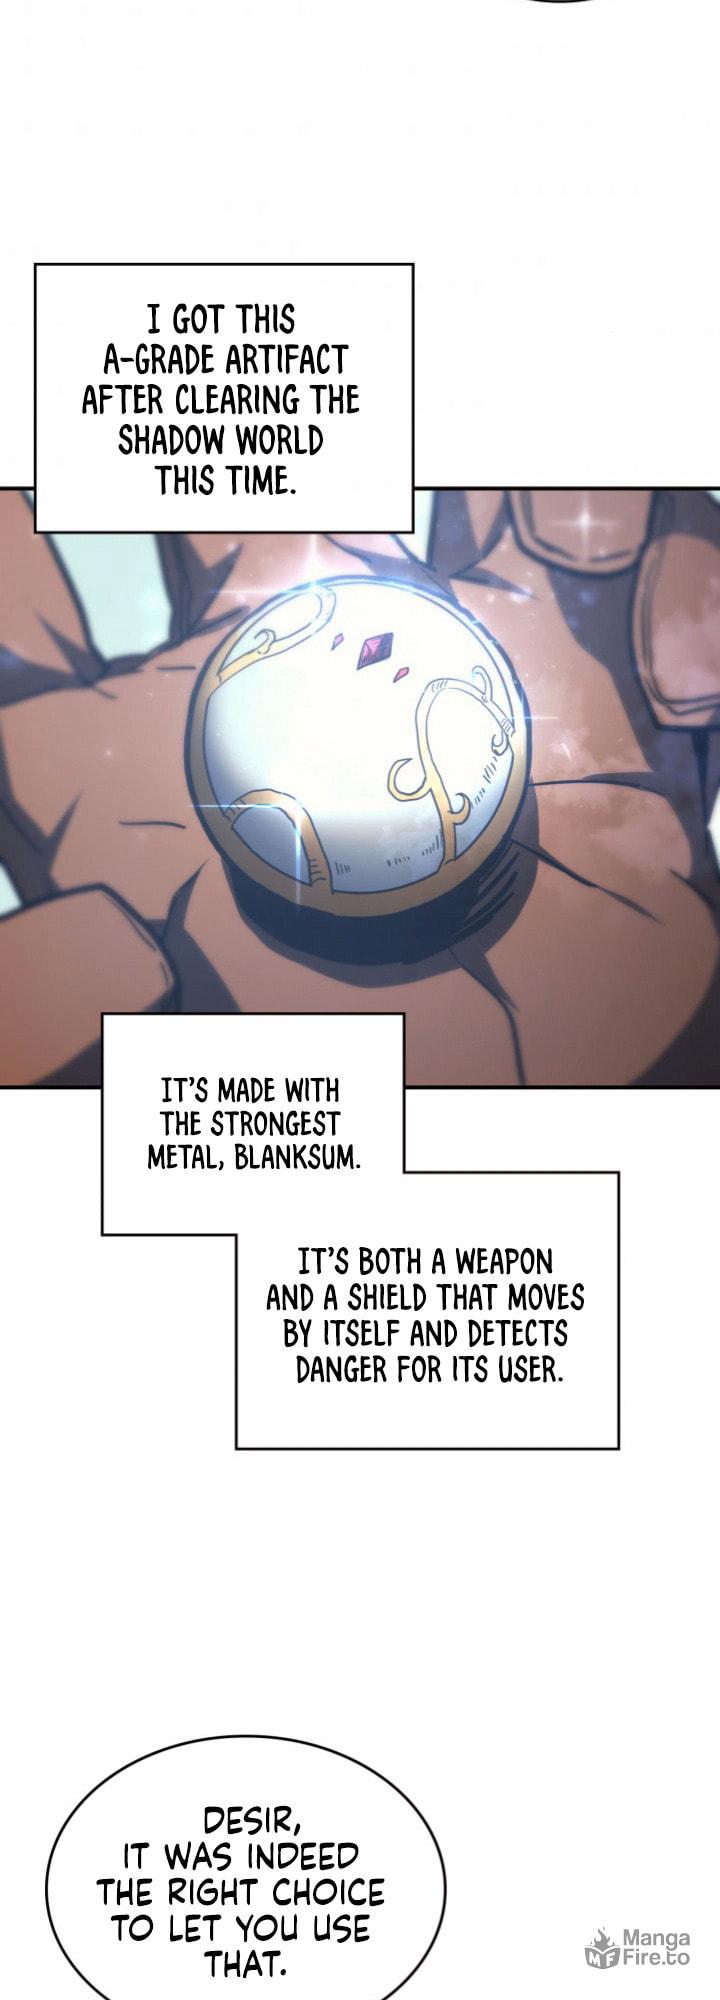 I GOT THIS
A-GRADE ARTIFACT
AFTER CLEARING THE
SHADOW WORLD
THIS TIME.
IT'S MADE WITH
THE STRONGEST
METAL, BLANKSUM.
IT'S BOTH A WEAPON
AND A SHIELD THAT MOVES
BY ITSELF AND DETECTS
DANGER FOR ITS USER.
DESIR,
IT WAS INDEED
THE RIGHT CHOICE
TO LET YOU USE
THAT.
Manga
MF Fire.to